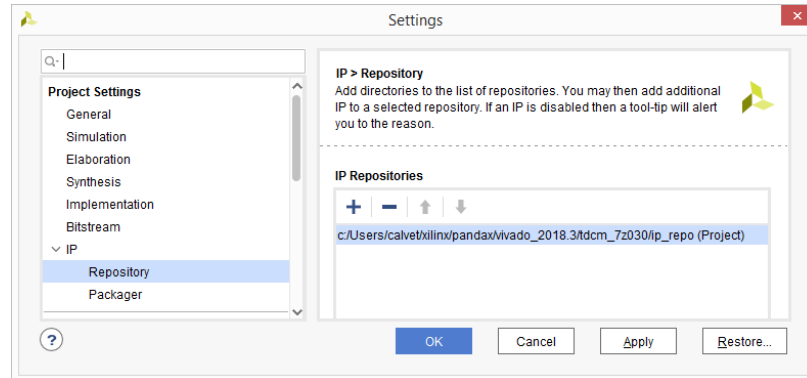 Settings
Q-
Project Settings
General
Simulation
Elaboration
Synthesis
Implementation
Bitstream
IP
Repository
Packager
IP > Repository
Add directories to the list of repositories. You may then add additional
IP to a selected repository. If an IP is disabled then a tool-tip will alert
you to the reason.
IP Repositories
c:/Users/calvet/xilinx/pandax/vivado_2018.3/tdcm_7z030/ip_repo (Project)
?
OK
Cancel
Apply
Restore...